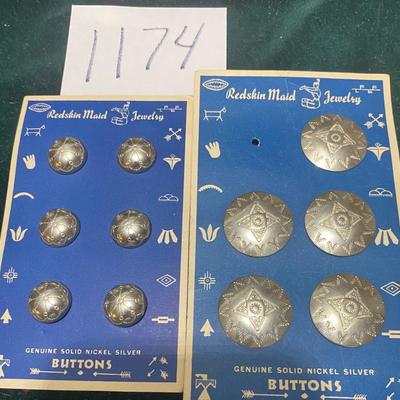 1174
Redskin Maid Jewelry
GENUINE SOLID NICKEL SILVER
BUTTONS
Redskin Maid Jewelry
GENUINE SOLID NICKEL SILVER
BUTTONS